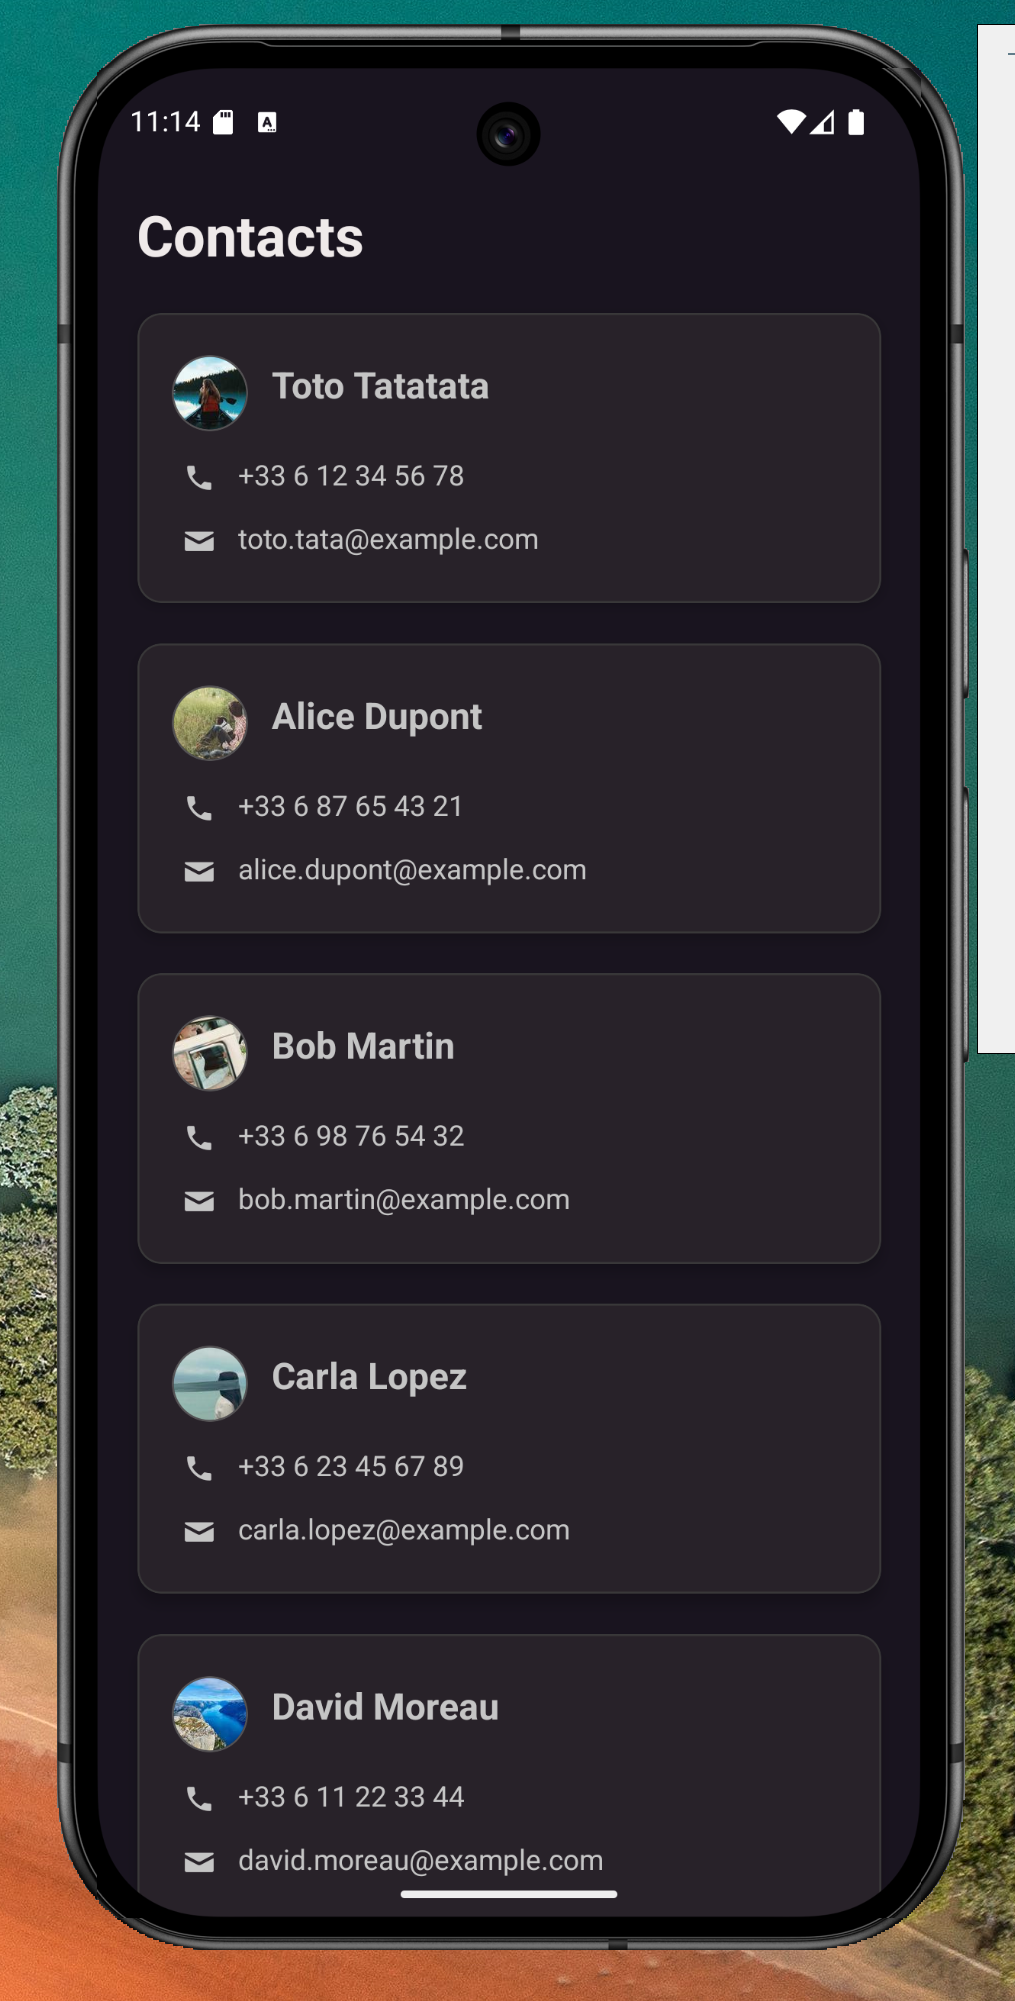 11:14
Contacts
Toto Tatatata
+33 6 12 34 56 78
toto.tata@example.com
Alice Dupont
+33 6 87 65 43 21
alice.dupont@example.com
Bob Martin
+33 6 98 76 54 32
bob.martin@example.com
Carla Lopez
+33 6 23 45 67 89
carla.lopez@example.com
David Moreau
+33 6 11 22 33 44
david.moreau@example.com